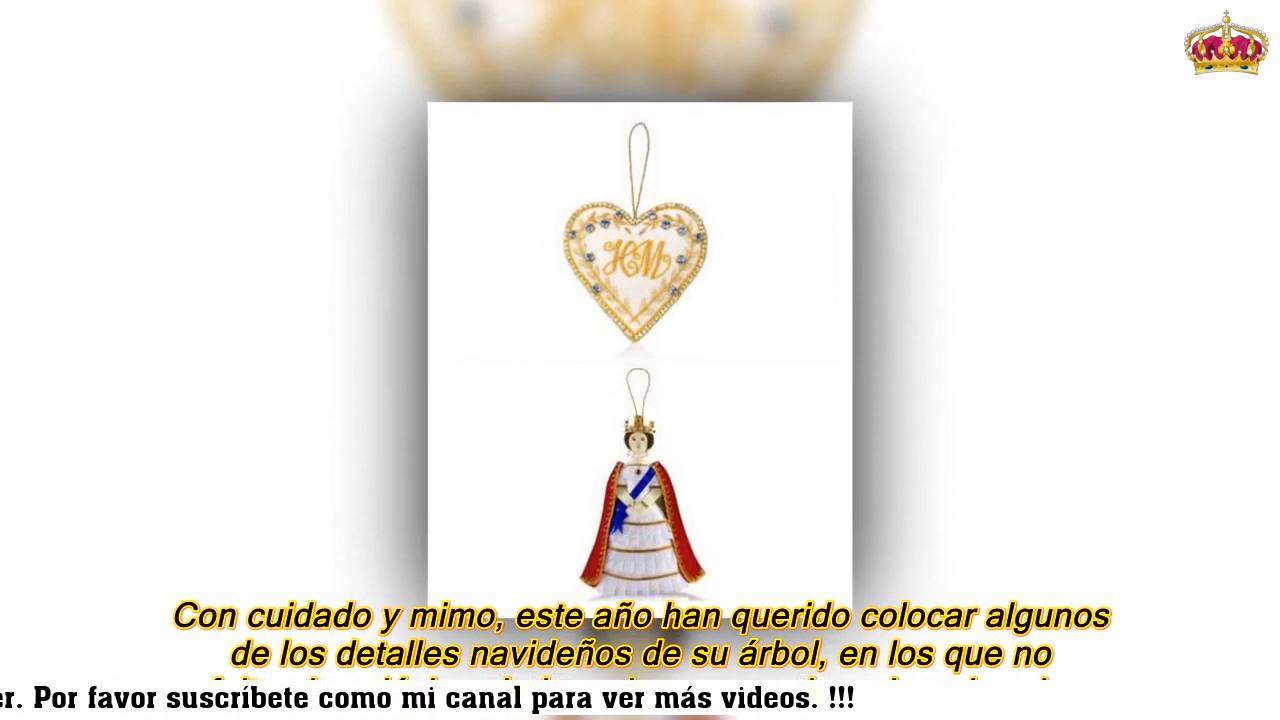 HM
Con cuidado y mimo, este año han querido colocar algunos
de los detalles navideños de su árbol, en los que no
er. Por favor suscríbete como mi canal para ver más videos. !!!